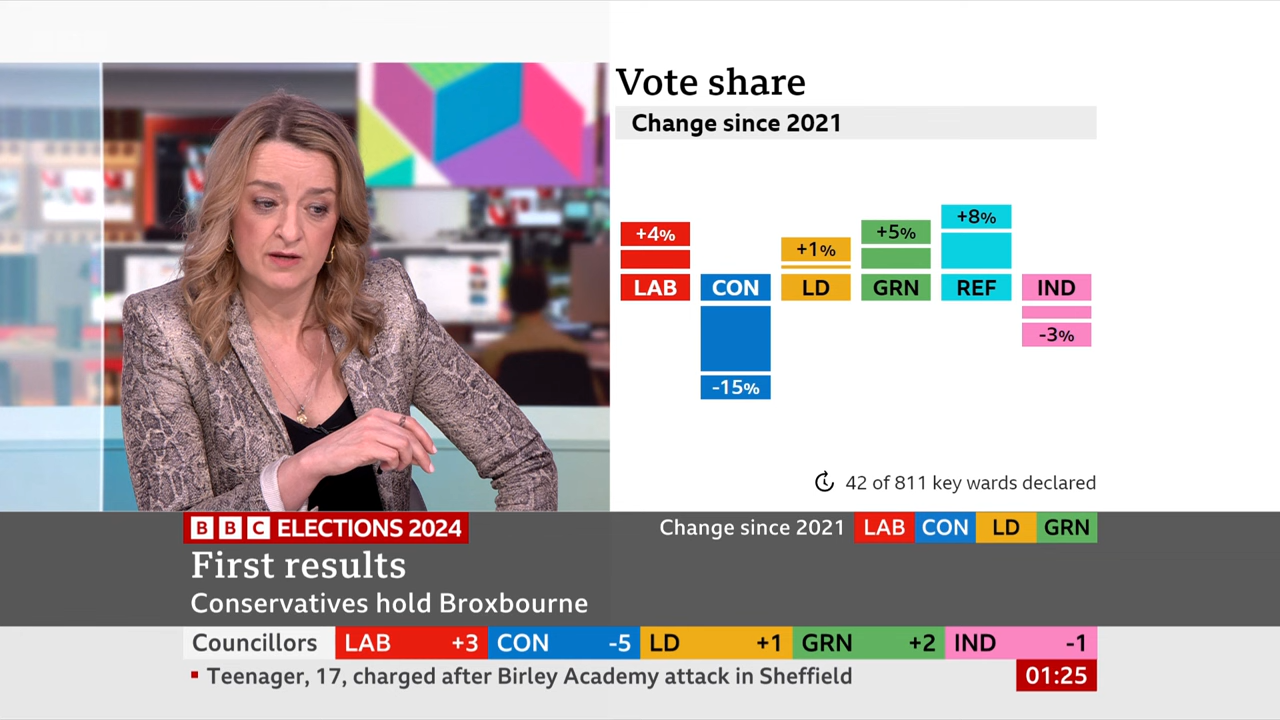 Vote share
Change since 2021
+4% +1% +5% +8%
LAB CON LD GRN REF IND
-15% -3%
42 of 811 key wards declared
BBC ELECTIONS 2024
Change since 2021 LAB CON LD GRN
First results
Conservatives hold Broxbourne
Councillors LAB +3 CON -5 LD +1 GRN +2 IND -1
Teenager, 17, charged after Birley Academy attack in Sheffield 01:25